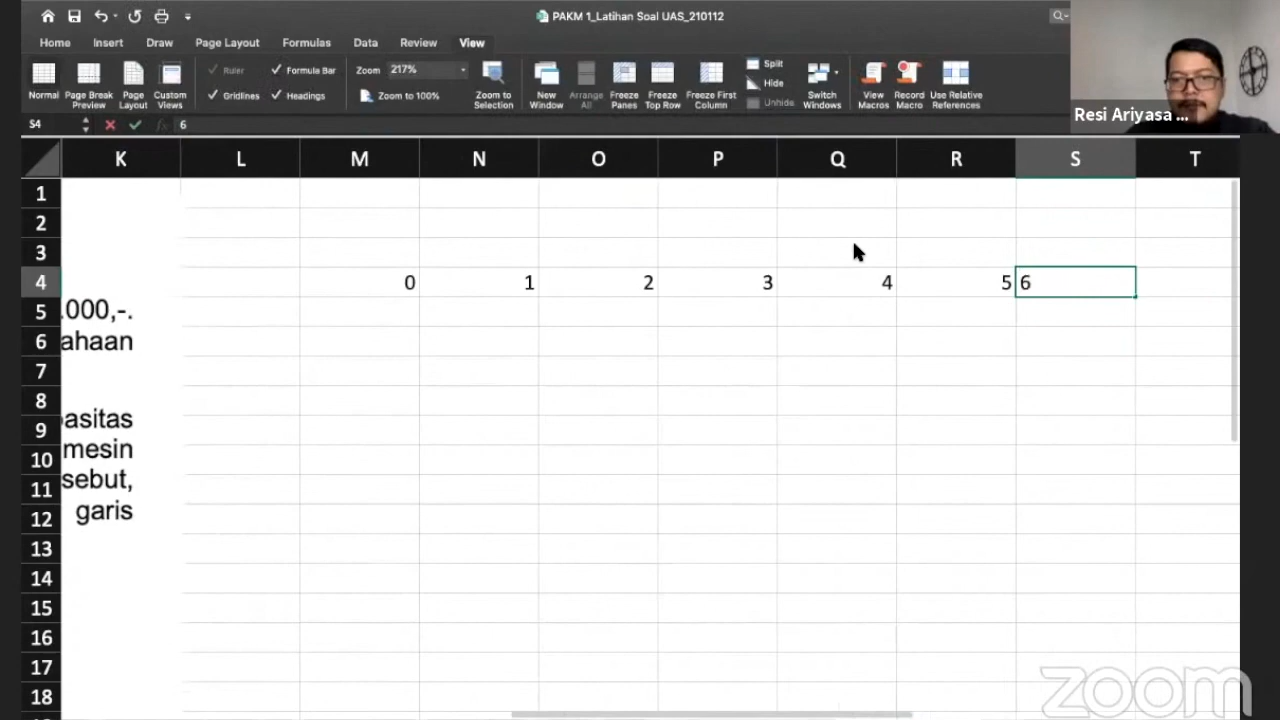 PAKM 1_Latihan Soal UAS_210112
Home Insert Draw Page Layout Formulas Data Review View
Normal Page Break Preview Page Layout Custom Views
Ruler Formula Bar
Gridlines Headings
Zoom 217%
Zoom to 100%
Zoom to Selection
New Window Arrange All Freeze Panes Freeze Top Row Freeze First Column
Split
Hide
Unhide
Switch Windows View Macros Record Macro Use Relative References
Resi Ariyasa ...
S4 fx 6
K L M N O P Q R S T
1
2
3
4 0 1 2 3 4 5 6
5 .000,-.
6 ahaan
7
8
9 asitas
10 mesin
11 sebut,
12 garis
13
14
15
16
17
18
zoom